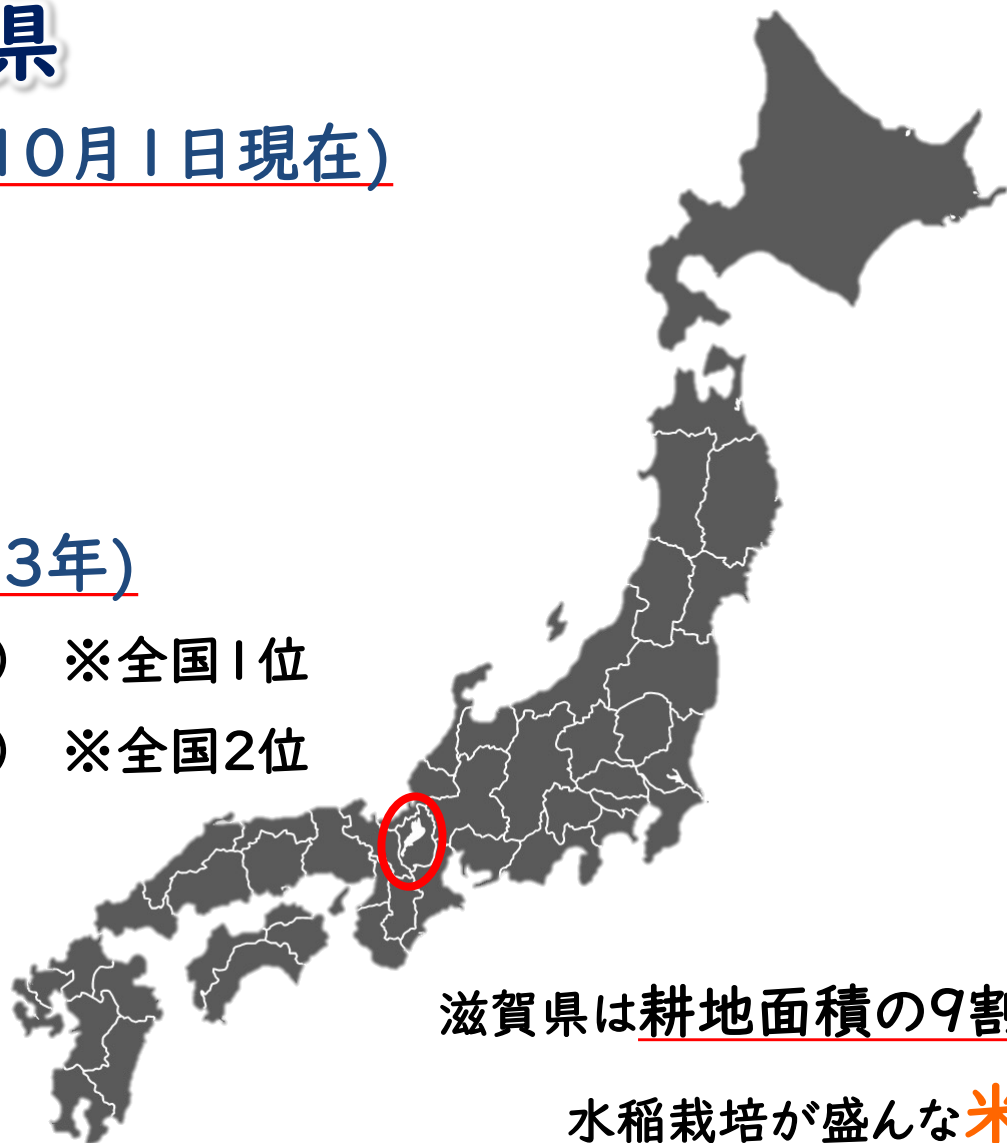 県
10月1日現在)
3年)
) ※全国1位
) ※全国2位
滋賀県は耕地面積の9割
水稲栽培が盛んな米